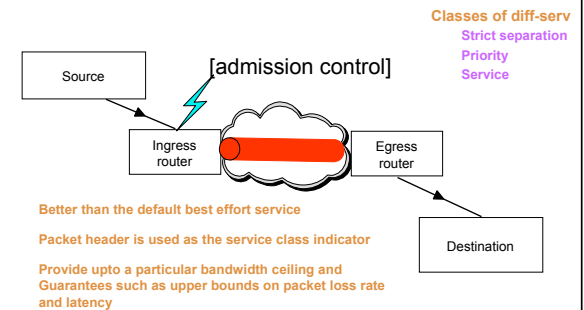 Classes of diff-serv
Strict separation
Priority
Service
Source
[admission control]
Ingress
router
Egress
router
Destination
Better than the default best effort service
Packet header is used as the service class indicator
Provide upto a particular bandwidth ceiling and
Guarantees such as upper bounds on packet loss rate
and latency